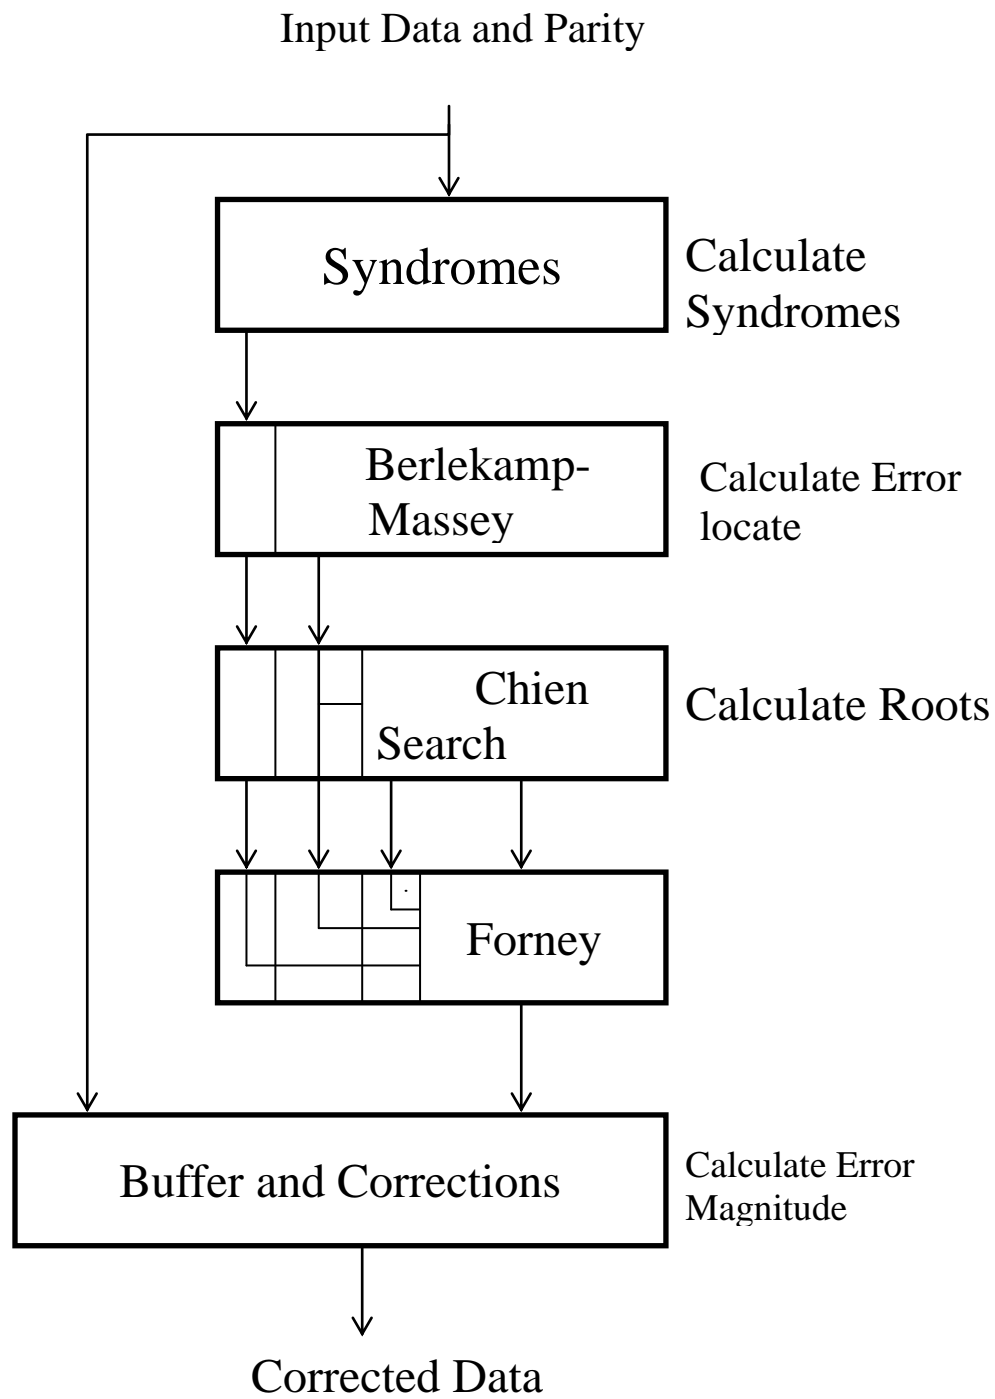 Input Data and Parity
Syndromes
Calculate
Syndromes
Berlekamp-
Massey
Calculate Error
locate
Chien
Search
Calculate Roots
Forney
Buffer and Corrections
Calculate Error
Magnitude
Corrected Data